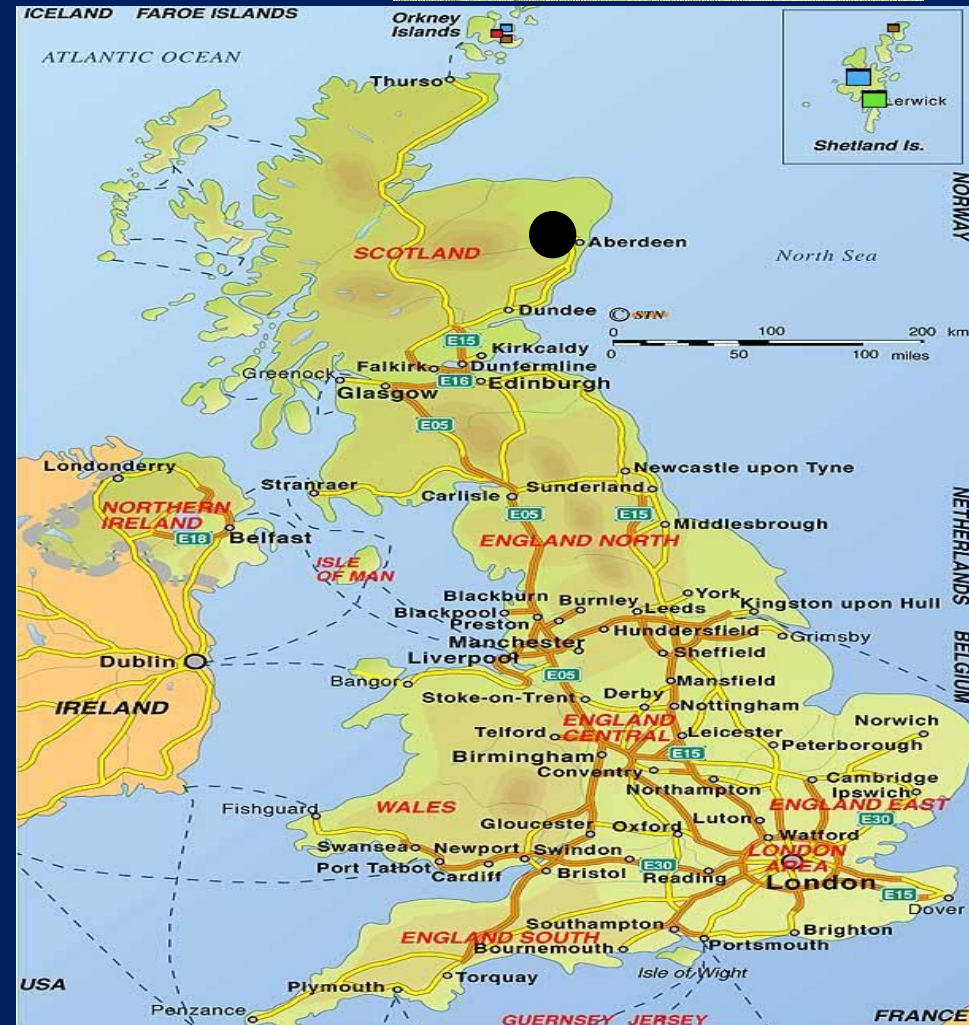 ICELAND FAROE ISLANDS
Orkney
Islands
ATLANTIC OCEAN
Thurso
Lerwick
Shetland Is.
NORWAY
SCOTLAND
Aberdeen
North Sea
Dundee
© STN
0 100 200 km
0 50 100 miles
E15
Kirkcaldy
Falkirk
Dunfermline
Greenock
E16
Edinburgh
Glasgow
E05
Londonderry
Newcastle upon Tyne
Stranraer
Carlisle
Sunderland
NORTHERN
IRELAND
E05
E15
Middlesbrough
E18
Belfast
ENGLAND NORTH
NETHERLANDS
ISLE
OF MAN
Blackburn
Burnley
York
Blackpool
Leeds
Kingston upon Hull
Preston
Hunddersfield
Grimsby
Manchester
Liverpool
Sheffield
BELGIUM
Dublin
E05
Bangor
Mansfield
Stoke-on-Trent
Derby
Nottingham
IRELAND
ENGLAND
CENTRAL
Norwich
Telford
Leicester
Peterborough
Birmingham
E15
Conventry
Cambridge
Northampton
Ipswich
WALES
ENGLAND EAST
Fishguard
Gloucester
Oxford
Luton
E30
Watford
Swansea
Newport
Swindon
LONDON
AREA
Port Talbot
Cardiff
Bristol
E30
Reading
London
E15
Dover
Southampton
ENGLAND SOUTH
Brighton
Bournemouth
Portsmouth
Isle of Wight
USA
Torquay
Plymouth
Penzance
GUERNSEY JERSEY
FRANCE